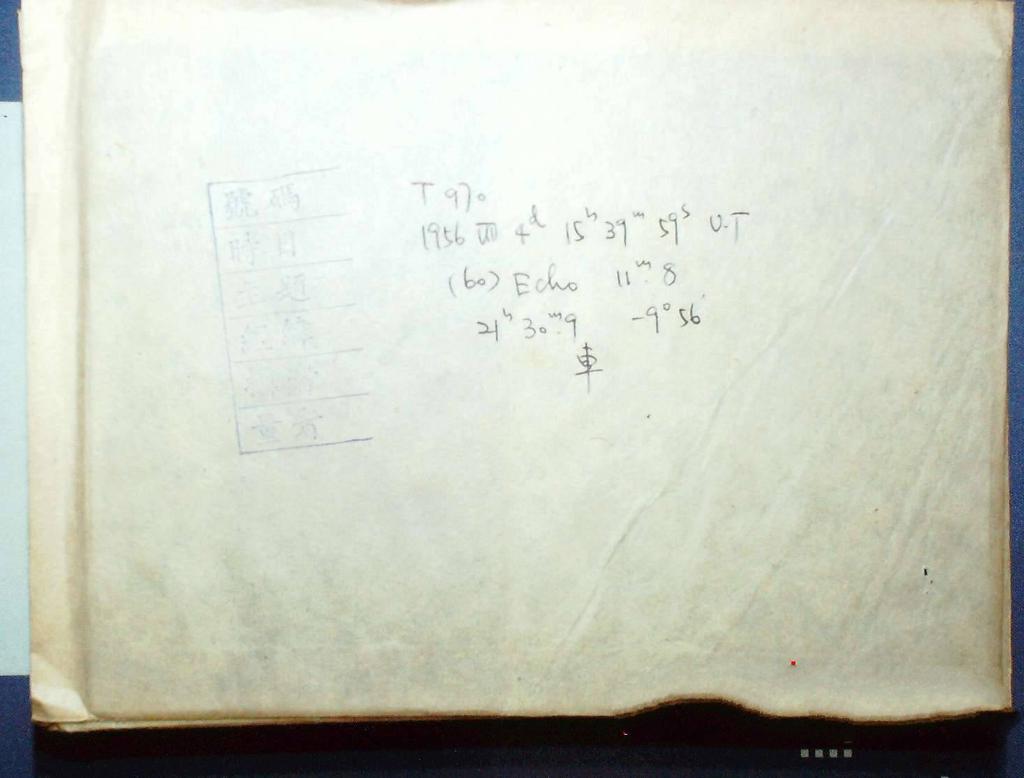 號碼
時日
主題
T 970
1956 VIII 4ᵈ 15ʰ 39ᵐ 59ˢ U.T
(60) Echo 11ᵐ.8
21ʰ 30ᵐ.9 -9° 56'
車